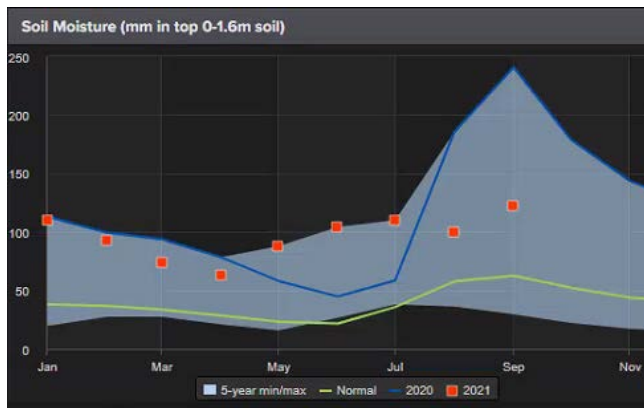 Soil Moisture (mm in top 0-1.6m soil)
250
200
150
100
50
0
Jan Mar May Jul Sep Nov
5-year min/max Normal 2020 2021